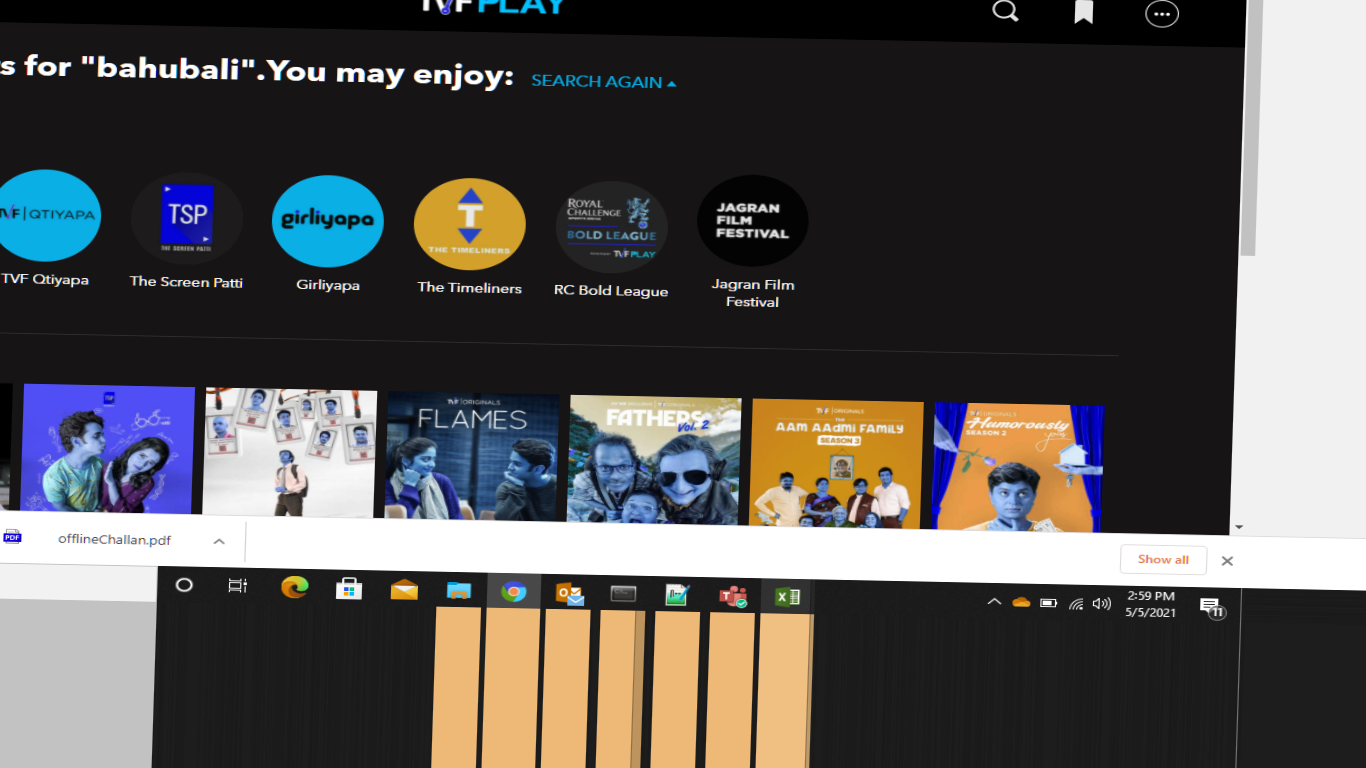 TVF PLAY
s for "bahubali".You may enjoy: SEARCH AGAIN
TVF | QTIYAPA
TSP
THE SCREEN PATTI
girliyapa
T
THE TIMELINERS
ROYAL
CHALLENGE
BOLD LEAGUE
TVF PLAY
JAGRAN
FILM
FESTIVAL
TVF Qtiyapa
The Screen Patti
Girliyapa
The Timeliners
RC Bold League
Jagran Film
Festival
TVF | ORIGINALS
FLAMES
FATHERS
Vol. 2
TVF | ORIGINALS
THE
AAM AADMI FAMILY
SEASON 3
TVF | ORIGINALS
Humorously
yours
SEASON 2
PDF
offlineChallan.pdf
Show all
2:59 PM
5/5/2021
11